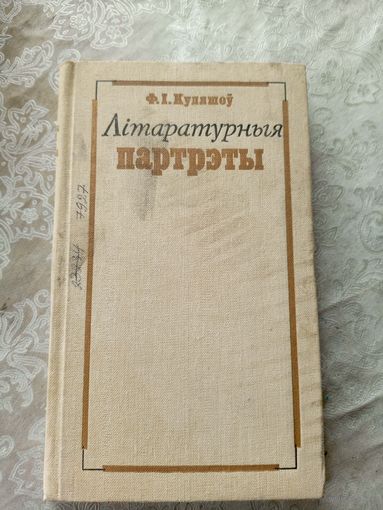 Ф. І. Куляшоў
Літаратурныя
партрэты
7927